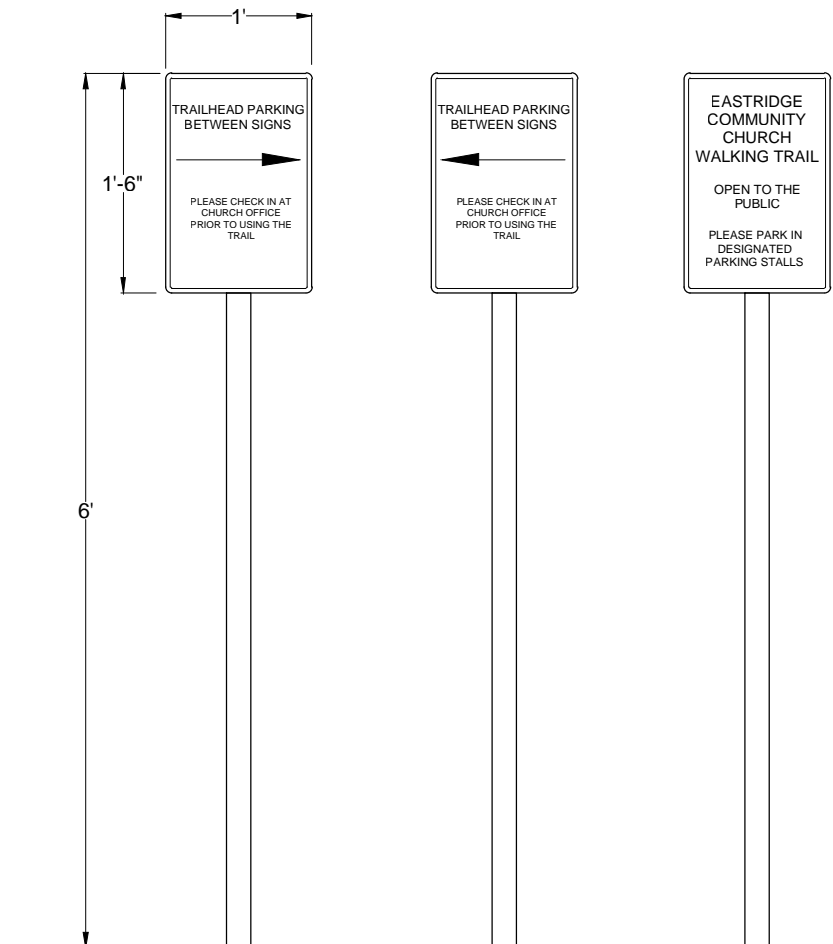 1'
1'-6"
6'
TRAILHEAD PARKING
BETWEEN SIGNS
PLEASE CHECK IN AT
CHURCH OFFICE
PRIOR TO USING THE
TRAIL
TRAILHEAD PARKING
BETWEEN SIGNS
PLEASE CHECK IN AT
CHURCH OFFICE
PRIOR TO USING THE
TRAIL
EASTRIDGE
COMMUNITY
CHURCH
WALKING TRAIL
OPEN TO THE
PUBLIC
PLEASE PARK IN
DESIGNATED
PARKING STALLS